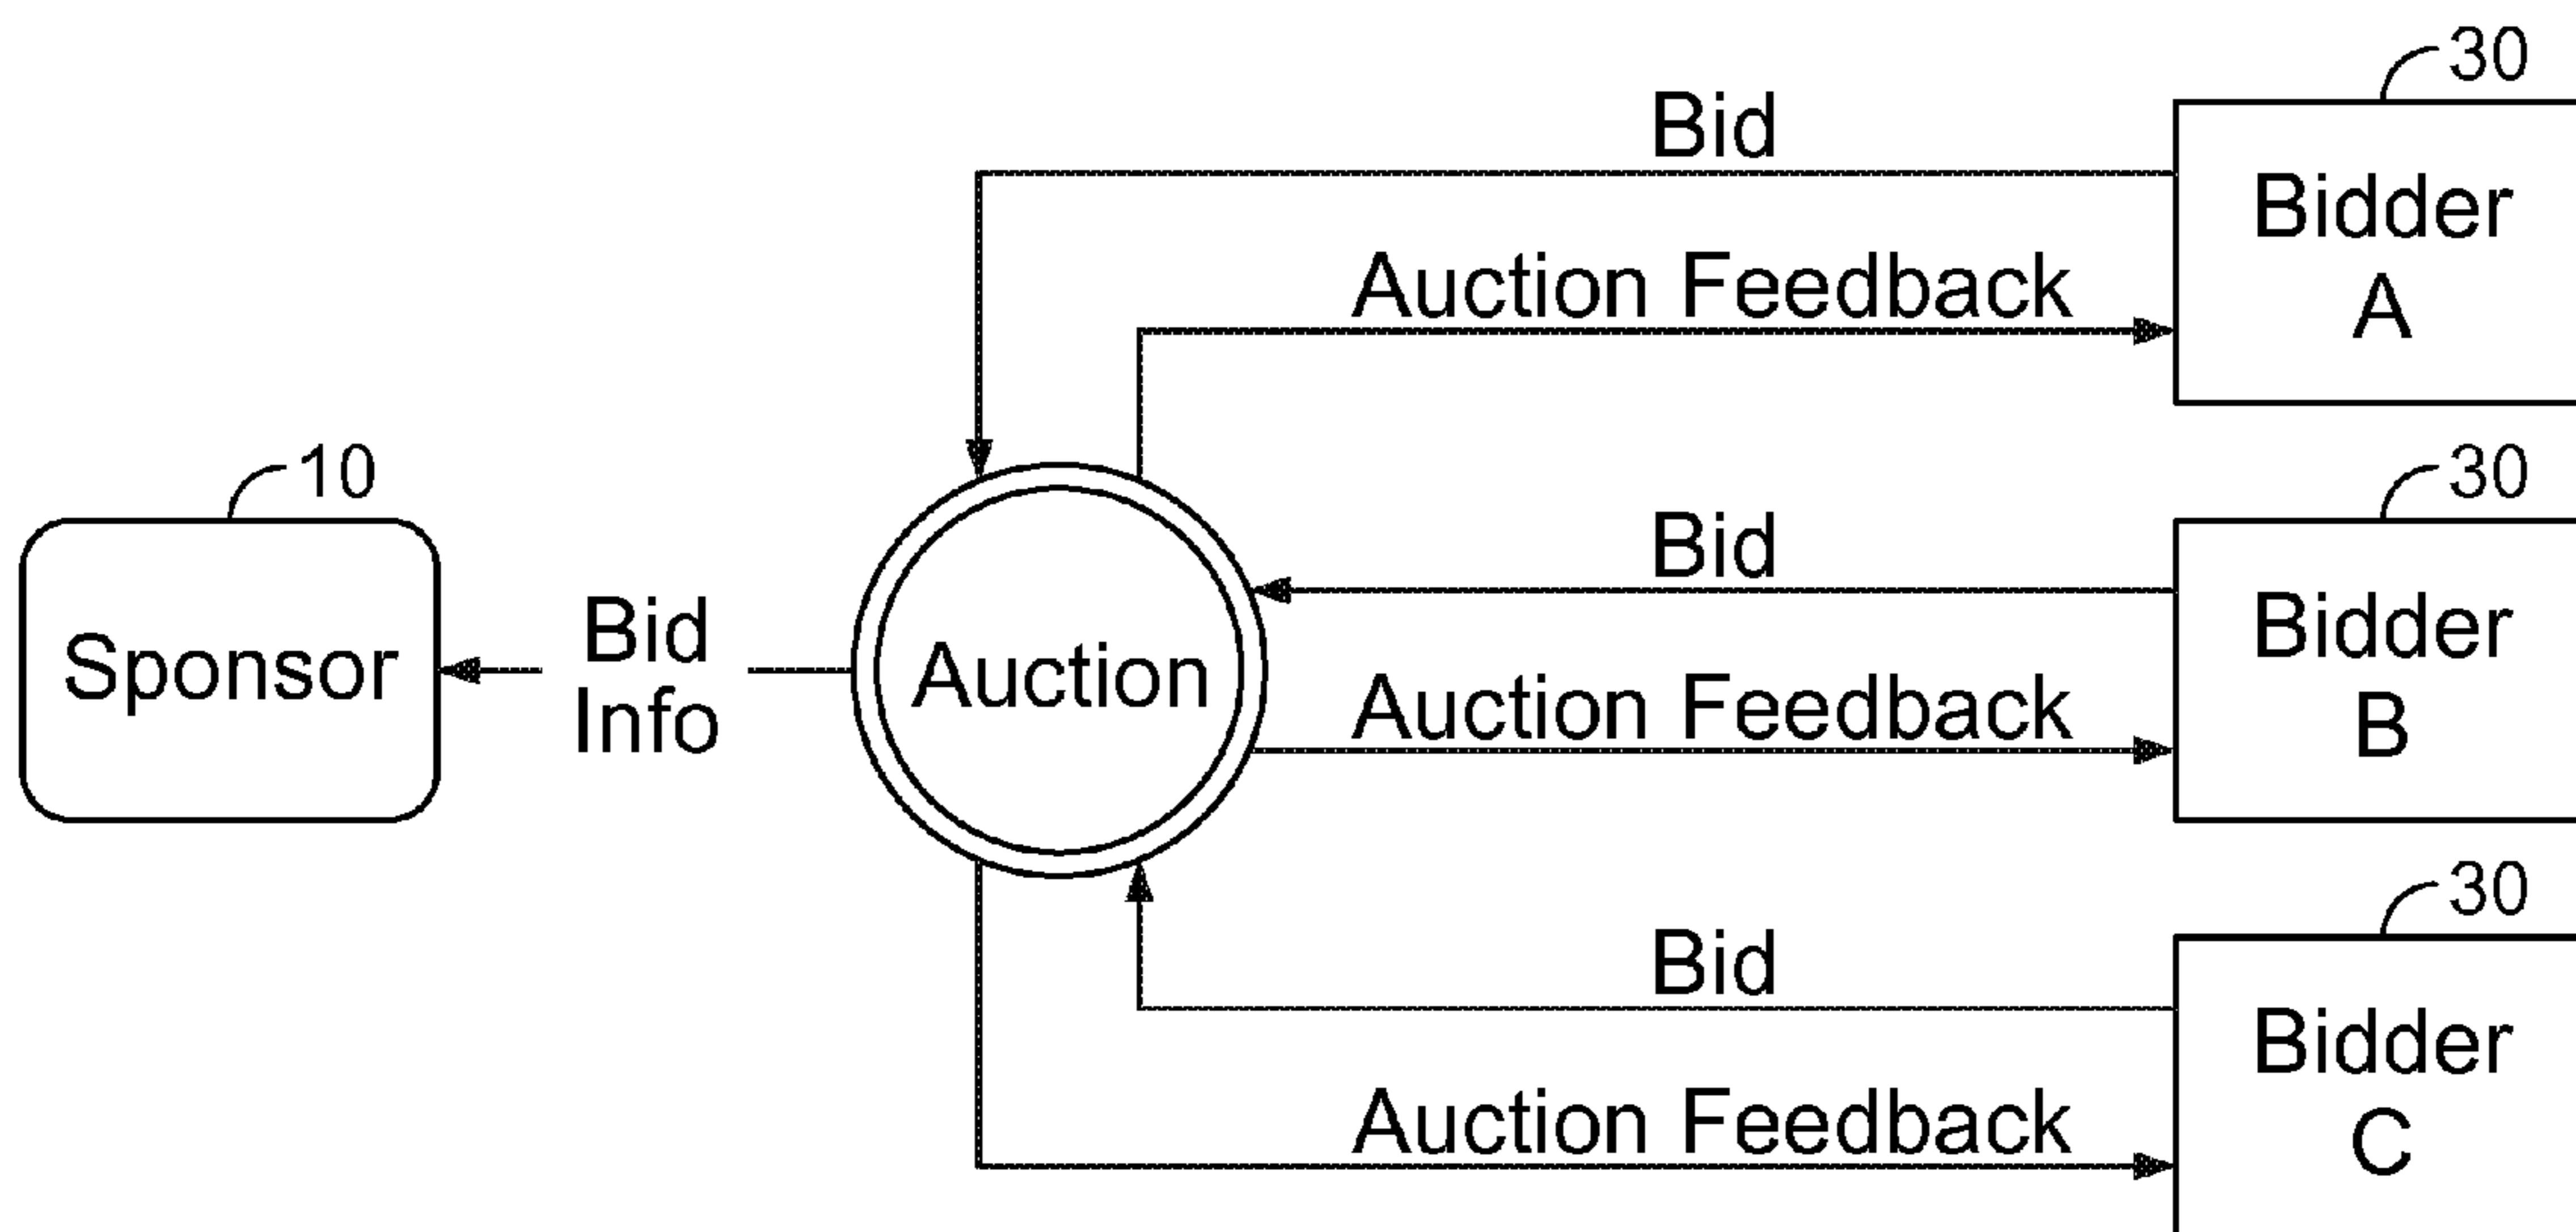 30
Bid
Bidder
A
Auction Feedback
10
30
Bid
Bidder
B
Bid
Info
Sponsor
Auction
Auction Feedback
30
Bid
Bidder
C
Auction Feedback